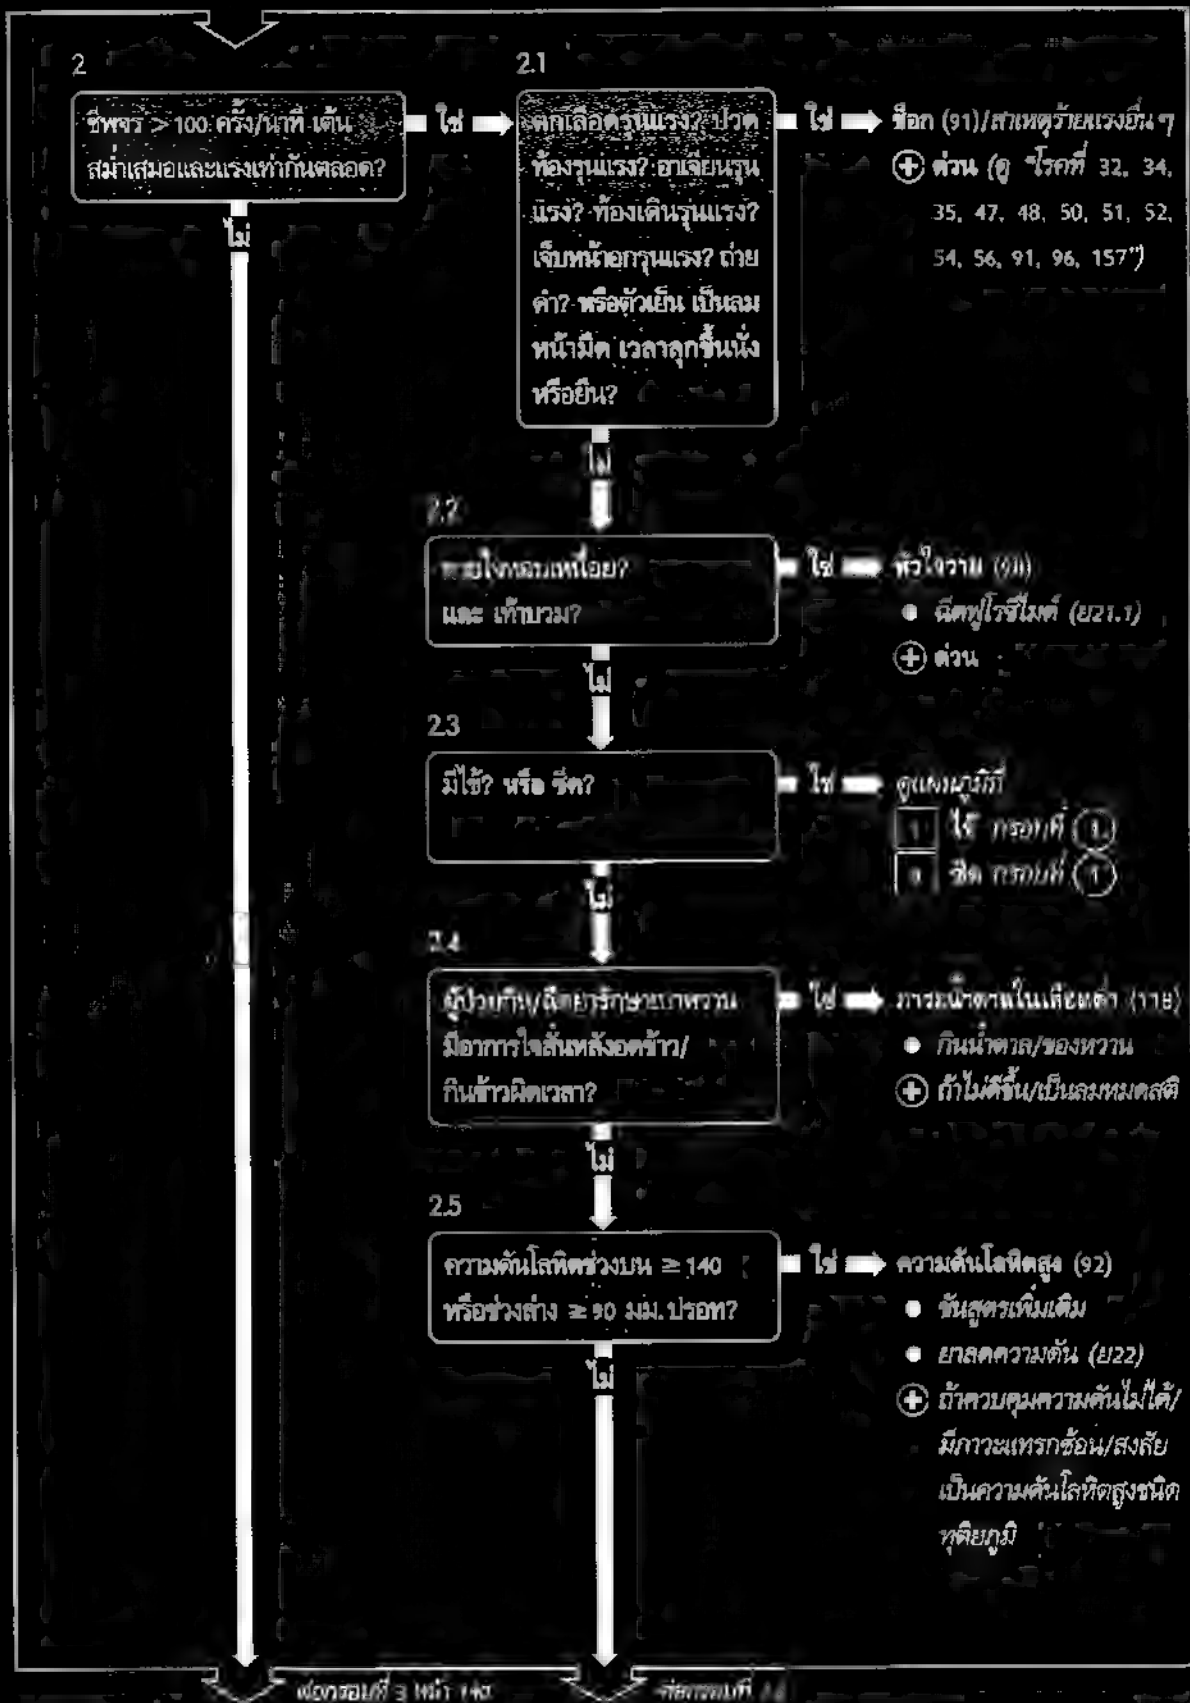 2
ชีพจร > 100 ครั้ง/นาที เต้น
สม่ำเสมอและแรงเท่ากันตลอด?
ใช่
ไม่
2.1
ตกเลือดรุนแรง? ปวด
ท้องรุนแรง? อาเจียนรุน
แรง? ท้องเดินรุนแรง?
เจ็บหน้าอกรุนแรง? ถ่าย
ดำ? หรือตัวเย็น เป็นลม
หน้ามืด เวลาลุกขึ้นนั่ง
หรือยืน?
ใช่
ช็อก (91)/สาเหตุร้ายแรงอื่น ๆ
ด่วน (ดู "โรคที่ 32, 34,
35, 47, 48, 50, 51, 52,
54, 56, 91, 96, 157")
ไม่
2.2
หายใจหอบเหนื่อย?
และ เท้าบวม?
ใช่
หัวใจวาย
ฉีดฟูโรซีไมด์ (ย21.1)
ด่วน
ไม่
2.3
มีไข้? หรือ ซีด?
ใช่
ดูแผนภูมิที่
ไข้ กรอบที่
ซีด กรอบที่ 1
ไม่
2.4
ผู้ป่วยกิน/ฉีดยารักษาเบาหวาน
มีอาการใจสั่นหลังอดข้าว/
กินข้าวผิดเวลา?
ใช่
ภาวะน้ำตาลในเลือดต่ำ
กินน้ำตาล/ของหวาน
ถ้าไม่ดีขึ้น/เป็นลมหมดสติ
ไม่
2.5
ความดันโลหิตช่วงบน ≥ 140
หรือช่วงล่าง ≥ 90 มม.ปรอท?
ใช่
ความดันโลหิตสูง (92)
ชันสูตรเพิ่มเติม
ยาลดความดัน (ย22)
ถ้าควบคุมความดันไม่ได้/
มีภาวะแทรกซ้อน/สงสัย
เป็นความดันโลหิตสูงชนิด
ทุติยภูมิ
ไม่
ต่อกรอบที่ 3 หน้า
ต่อกรอบที่